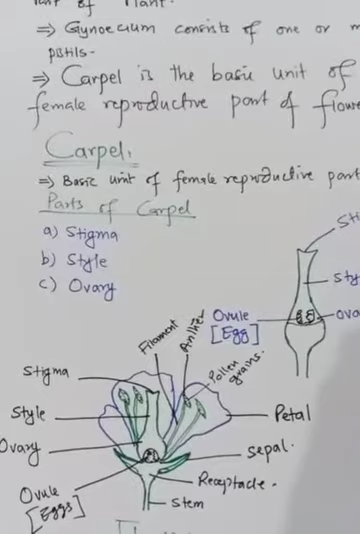 of Plant.
⇒ Gynoecium consists of one or
pistils-
⇒ Carpel is the basic unit of
female reproductive part of
Carpel:
⇒ Basic unit of female reproductive part
Parts of Carpel
a) Stigma
b) Style
c) Ovary
Ovule
[Egg]
Filament
Anther
Pollen
grains.
Stigma
Style
Ovary
Ovule
[Eggs]
Petal
Sepal.
Receptacle.
Stem